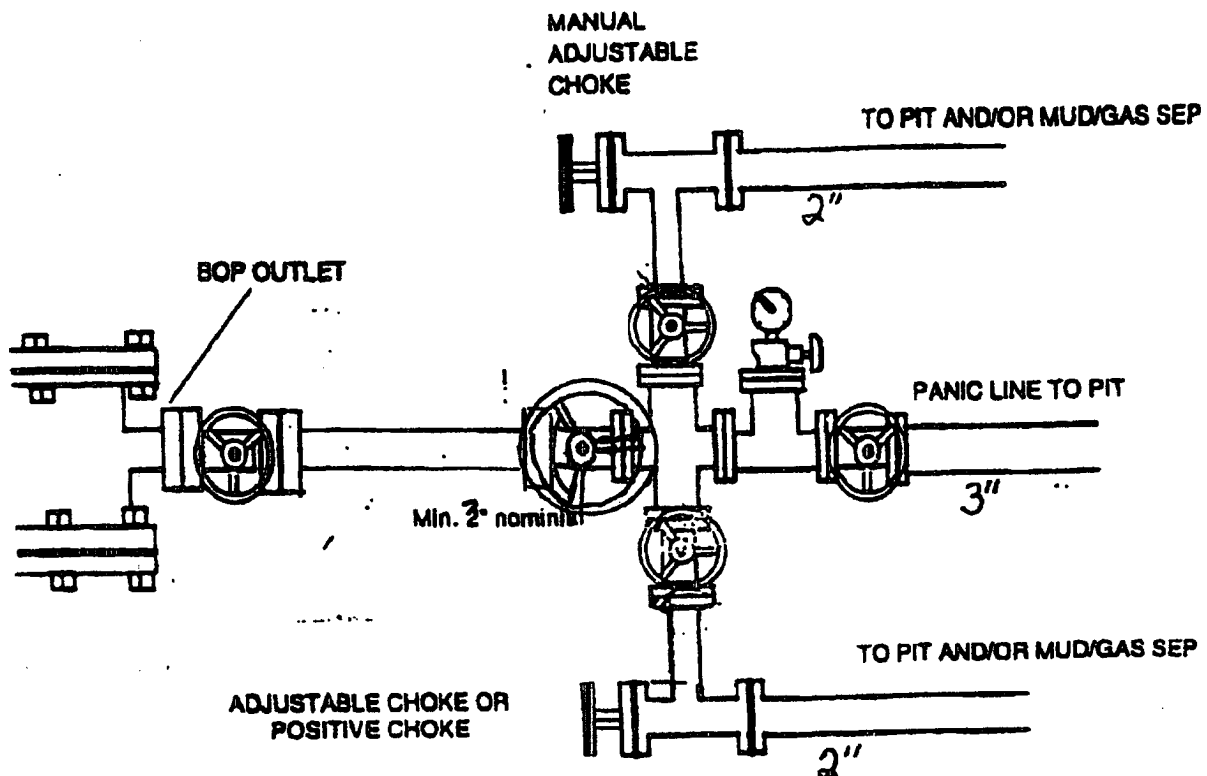 MANUAL
ADJUSTABLE
CHOKE
TO PIT AND/OR MUD/GAS SEP
2"
BOP OUTLET
PANIC LINE TO PIT
3"
Min. nominal
TO PIT AND/OR MUD/GAS SEP
ADJUSTABLE CHOKE OR
POSITIVE CHOKE
2"